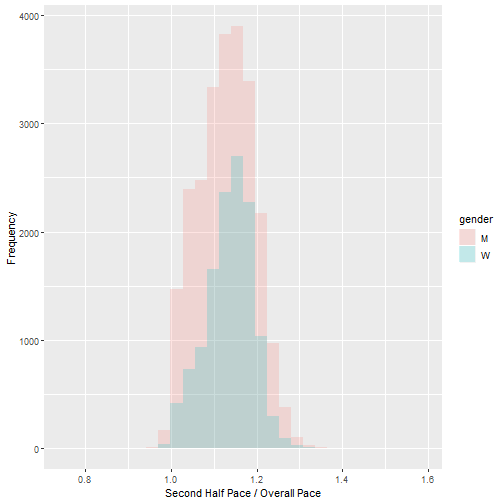 4000
3000
2000
1000
0
Frequency
0.8 1.0 1.2 1.4 1.6
Second Half Pace / Overall Pace
gender
M
W